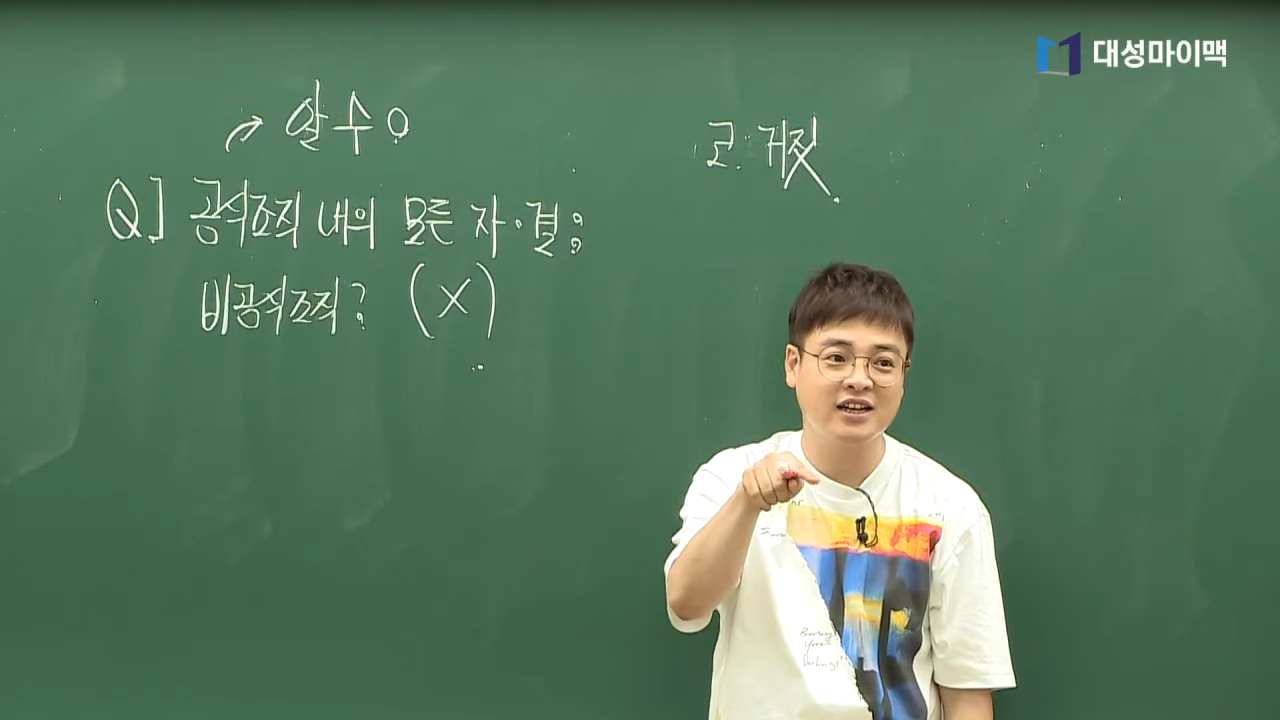 대성마이맥
→ 알 수 O
Q] 공식조직 내의 모든 자·결:
비공식조직? (X)
고: 거짓